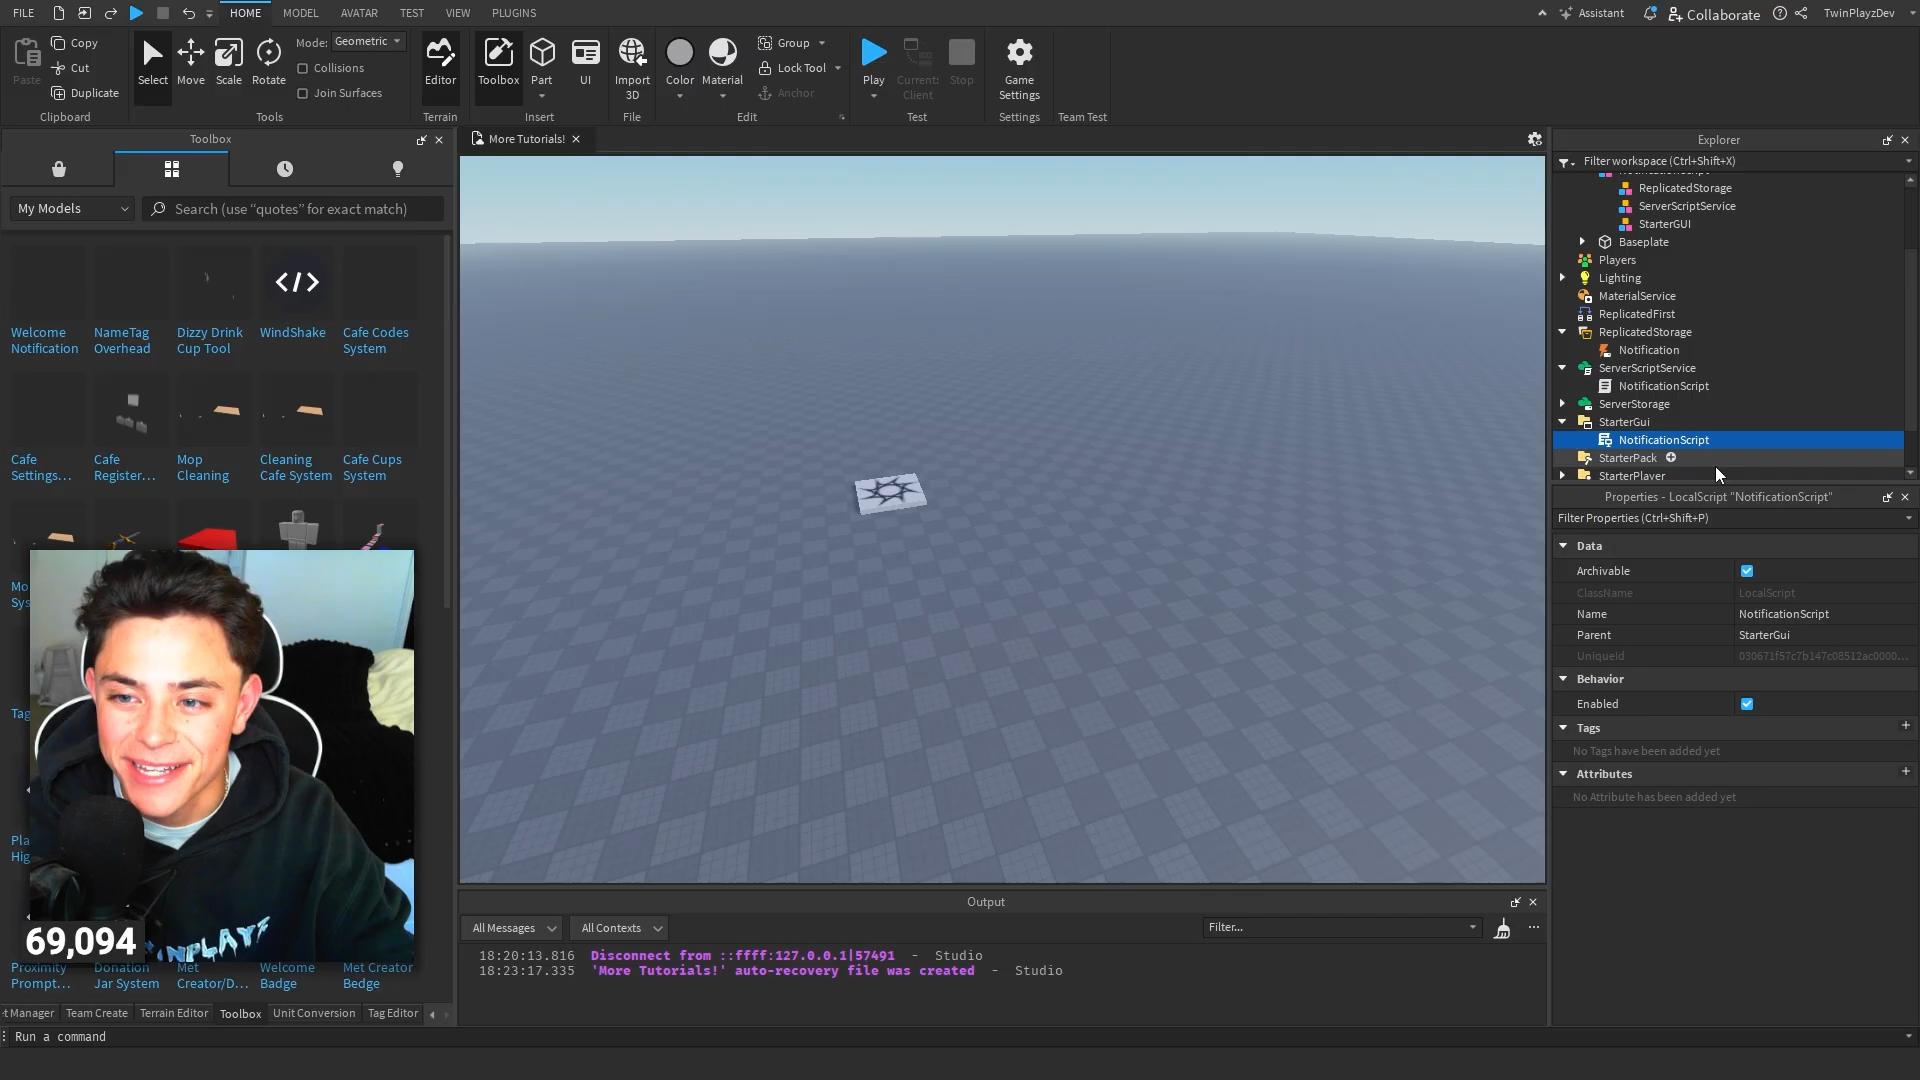 FILE
HOME
MODEL
AVATAR
TEST
VIEW
PLUGINS
Assistant
Collaborate
TwinPlayzDev
Paste
Copy
Cut
Duplicate
Clipboard
Select
Move
Scale
Rotate
Mode:
Geometric
Collisions
Join Surfaces
Tools
Editor
Terrain
Toolbox
Part
UI
Insert
Import
3D
File
Color
Material
Group
Lock Tool
Anchor
Edit
Play
Current:
Client
Stop
Test
Game
Settings
Settings
Team Test
Toolbox
My Models
Search (use “quotes” for exact match)
Welcome
Notification
NameTag
Overhead
Dizzy Drink
Cup Tool
WindShake
Cafe Codes
System
Cafe
Settings...
Cafe
Register...
Mop
Cleaning
Cleaning
Cafe System
Cafe Cups
System
Mo
Sys
Tag
Pla
Hig
69,094
Proximity
Prompt...
Donation
Jar System
Met
Creator/D...
Welcome
Badge
Met Creator
Bedge
t Manager
Team Create
Terrain Editor
Toolbox
Unit Conversion
Tag Editor
Run a command
More Tutorials!
Output
All Messages
All Contexts
Filter...
18:20:13.816 Disconnect from ::ffff:127.0.0.1|57491 - Studio
18:23:17.335 'More Tutorials!' auto-recovery file was created - Studio
Explorer
Filter workspace (Ctrl+Shift+X)
NotificationScript
ReplicatedStorage
ServerScriptService
StarterGUI
Baseplate
Players
Lighting
MaterialService
ReplicatedFirst
ReplicatedStorage
Notification
ServerScriptService
NotificationScript
ServerStorage
StarterGui
NotificationScript
StarterPack
StarterPlayer
Properties - LocalScript "NotificationScript"
Filter Properties (Ctrl+Shift+P)
Data
Archivable
ClassName LocalScript
Name NotificationScript
Parent StarterGui
UniqueId 030671f57c7b147c08512ac0000...
Behavior
Enabled
Tags
No Tags have been added yet
Attributes
No Attribute has been added yet